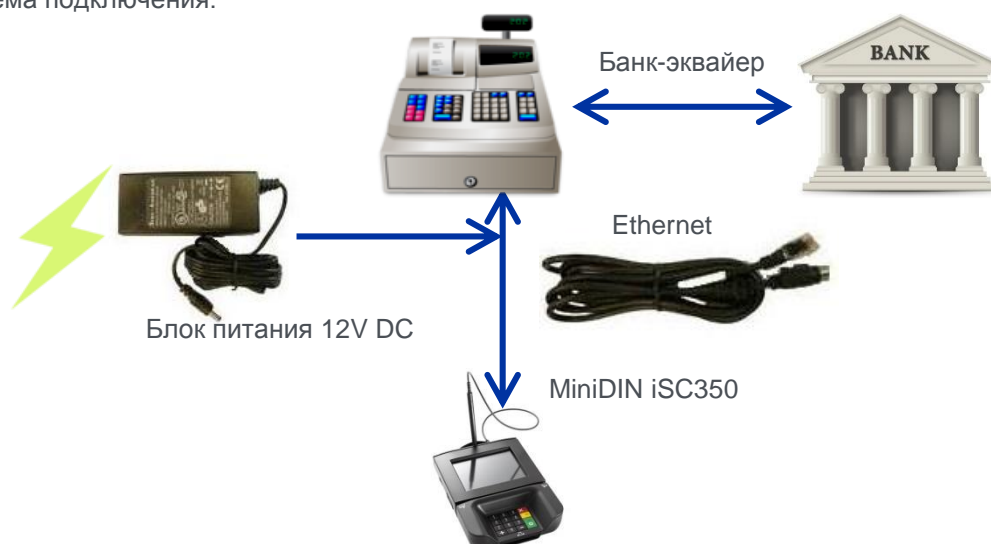 ема подключения:
Банк-эквайер
BANK
Ethernet
Блок питания 12V DC
MiniDIN iSC350